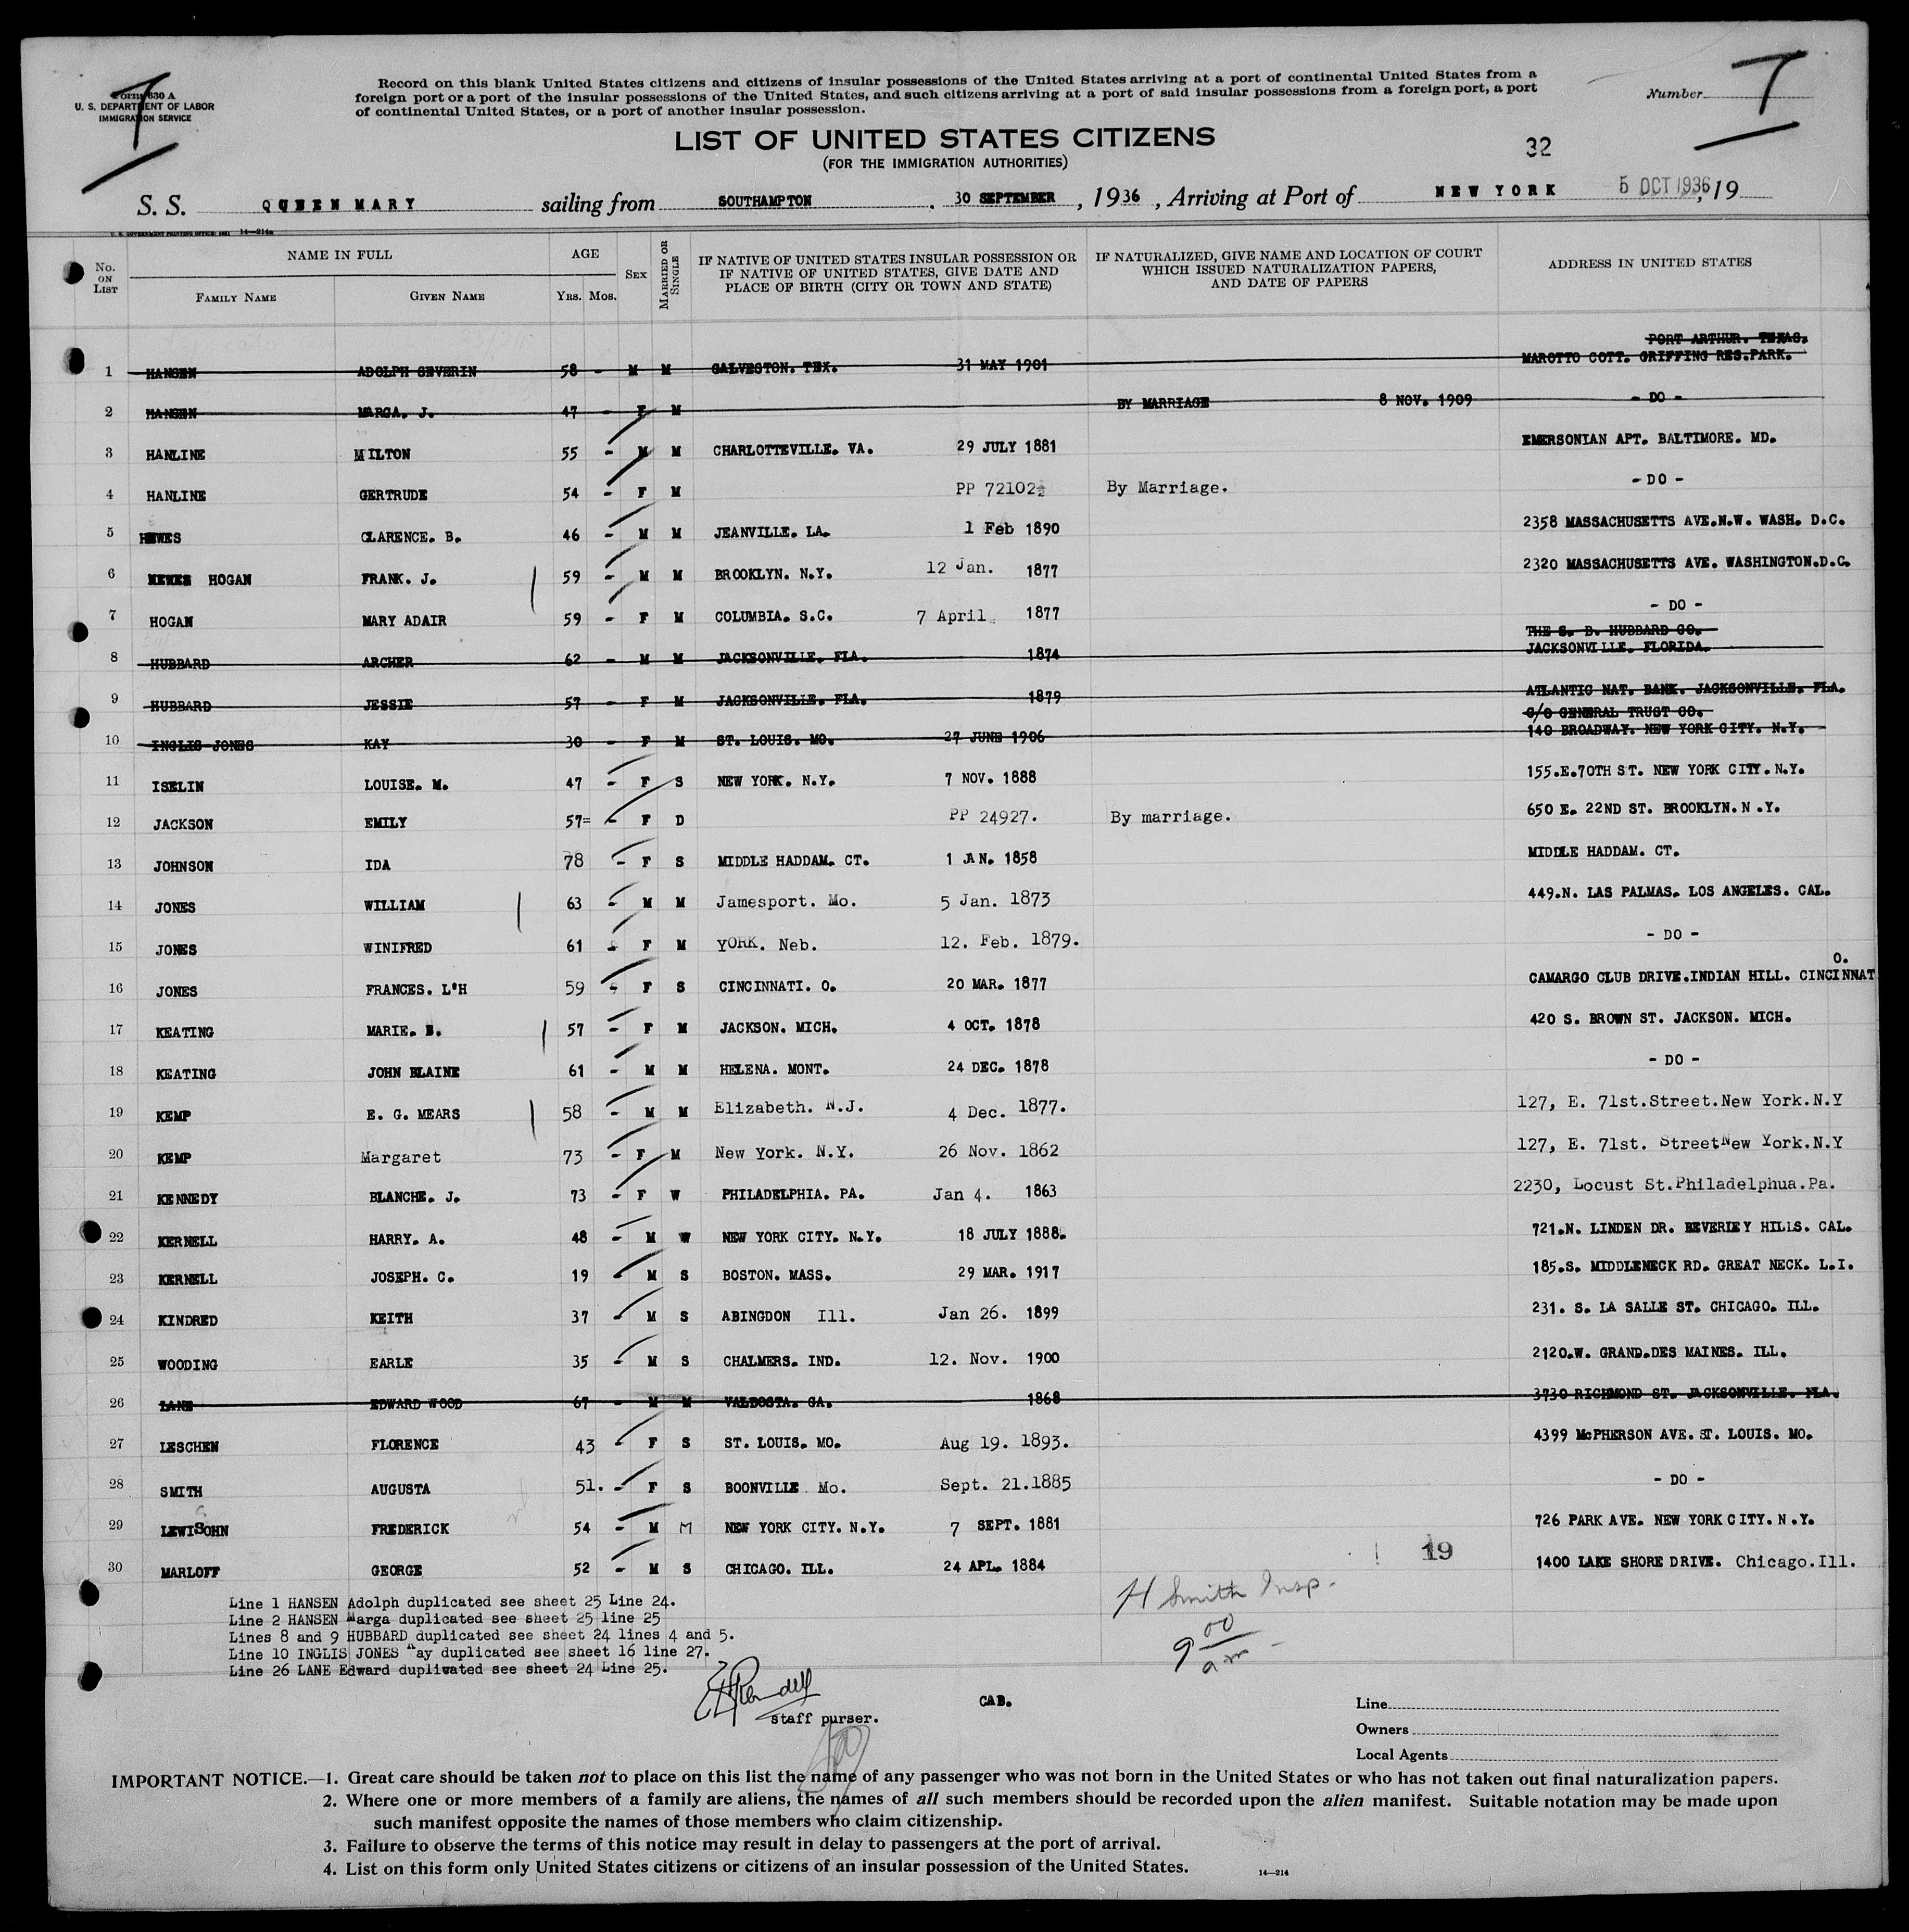 Form 630 A
U. S. DEPARTMENT OF LABOR
IMMIGRATION SERVICE
Record on this blank United States citizens and citizens of insular possessions of the United States arriving at a port of continental United States from a
foreign port or a port of the insular possessions of the United States, and such citizens arriving at a port of said insular possessions from a foreign port, a port
of continental United States, or a port of another insular possession.
Number
LIST OF UNITED STATES CITIZENS
(FOR THE IMMIGRATION AUTHORITIES)
32
S. S. QUEEN MARY sailing from SOUTHAMPTON . 30 SEPTEMBER , 1936 , Arriving at Port of NEW YORK 5 OCT 1936 , 19
U. S. GOVERNMENT PRINTING OFFICE: 1931 14—214a
No. ON LIST NAME IN FULL FAMILY NAME GIVEN NAME AGE YRS. MOS. SEX MARRIED OR SINGLE IF NATIVE OF UNITED STATES INSULAR POSSESSION OR IF NATIVE OF UNITED STATES, GIVE DATE AND PLACE OF BIRTH (CITY OR TOWN AND STATE) IF NATURALIZED, GIVE NAME AND LOCATION OF COURT WHICH ISSUED NATURALIZATION PAPERS, AND DATE OF PAPERS ADDRESS IN UNITED STATES
PORT ARTHUR. TEXAS.
1 HANSEN ADOLPH SEVERIN 58 - M M GALVESTON. TEX. 31 MAY 1901 MAROTTO COTT. GRIFFING RES.PARK.
2 HANSEN MARGA. J. 47 - F M BY MARRIAGE 8 NOV. 1909 - DO -
3 HANLINE MILTON 55 - M M CHARLOTTEVILLE. VA. 29 JULY 1881 EMERSONIAN APT. BALTIMORE. MD.
4 HANLINE GERTRUDE 54 - F M PP 72102½ By Marriage. - DO -
5 HEWES CLARENCE. B. 46 - M M JEANVILLE. LA. 1 Feb 1890 2358 MASSACHUSETTS AVE.N.W. WASH. D.C.
6 HEWES HOGAN FRANK. J. 59 - M M BROOKLYN. N.Y. 12 Jan. 1877 2320 MASSACHUSETTS AVE. WASHINGTON.D.C.
7 HOGAN MARY ADAIR 59 - F M COLUMBIA. S.C. 7 April. 1877 - DO -
THE S. B. HUBBARD CO.
8 HUBBARD ARCHER 62 - M M JACKSONVILLE. FLA. 1874 JACKSONVILLE. FLORIDA.
9 HUBBARD JESSIE 57 - F M JACKSONVILLE. FLA. 1879 ATLANTIC NAT. BANK. JACKSONVILLE. FLA.
C/O GENERAL TRUST CO.
10 INGLIS-JONES KAY 30 - F M ST. LOUIS. MO. 27 JUNE 1906 140 BROADWAY. NEW YORK CITY. N.Y.
11 ISELIN LOUISE. M. 47 - F S NEW YORK. N.Y. 7 NOV. 1888 155.E.70TH ST. NEW YORK CITY.N.Y.
12 JACKSON EMILY 57= - F D PP 24927. By marriage. 650 E. 22ND ST. BROOKLYN.N.Y.
13 JOHNSON IDA 78 - F S MIDDLE HADDAM. CT. 1 JAN. 1858 MIDDLE HADDAM. CT.
14 JONES WILLIAM 63 - M M Jamesport. Mo. 5 Jan. 1873 449.N. LAS PALMAS. LOS ANGELES. CAL.
15 JONES WINIFRED 61 - F M YORK. Neb. 12. Feb. 1879. - DO -
O.
16 JONES FRANCES. L'H 59 - F S CINCINNATI. O. 20 MAR. 1877 CAMARGO CLUB DRIVE.INDIAN HILL. CINCINNAT
17 KEATING MARIE. B. 57 - F M JACKSON. MICH. 4 OCT. 1878 420 S. BROWN ST. JACKSON. MICH.
18 KEATING JOHN BLAINE 61 - M M HELENA. MONT. 24 DEC. 1878 - DO -
19 KEMP E. G. MEARS 58 - M M Elizabeth. N.J. 4 Dec. 1877. 127, E. 71st.Street.New York.N.Y
20 KEMP Margaret 73 - F M New York. N.Y. 26 Nov. 1862 127, E. 71st. StreetNew York.N.Y
21 KENNEDY BLANCHE. J. 73 - F W PHILADELPHIA. PA. Jan 4. 1863 2230, Locust St.Philadelphua.Pa.
22 KERNELL HARRY. A. 48 - M W NEW YORK CITY. N.Y. 18 JULY 1888. 721.N. LINDEN DR. BEVERLEY HILLS. CAL.
23 KERNELL JOSEPH. C. 19 - M S BOSTON. MASS. 29 MAR. 1917 185.S. MIDDLENECK RD. GREAT NECK. L.I.
24 KINDRED KEITH 37 - M S ABINGDON Ill. Jan 26. 1899 231. S. LA SALLE ST. CHICAGO. ILL.
25 WOODING EARLE 35 - M S CHALMERS. IND. 12. Nov. 1900 2120.W. GRAND.DES MAINES. ILL.
26 LANE EDWARD WOOD 67 - M M VALDOSTA. GA. 1868 3730 RICHMOND ST. JACKSONVILLE. FLA.
27 LESCHEN FLORENCE 43 - F S ST. LOUIS. MO. Aug 19. 1893. 4399 McPHERSON AVE. ST. LOUIS. MO.
28 SMITH AUGUSTA 51. - F S BOONVILLE Mo. Sept. 21.1885 - DO -
29 LEWISOHN FREDERICK 54 - M M NEW YORK CITY. N.Y. 7 SEPT. 1881 726 PARK AVE. NEW YORK CITY. N.Y.
30 MARLOFF GEORGE 52 - M S CHICAGO. ILL. 24 APL. 1884 19 1400 LAKE SHORE DRIVE. Chicago.Ill.
Line 1 HANSEN Adolph duplicated see sheet 25 Line 24.
Line 2 HANSEN Marga duplicated see sheet 25 line 25
Lines 8 and 9 HUBBARD duplicated see sheet 24 lines 4 and 5.
Line 10 INGLIS JONES Kay duplicated see sheet 16 line 27.
Line 26 LANE Edward duplivated see sheet 24 Line 25.
H Smith Insp.
9 00 am
staff purser.
CAB.
Line
Owners
Local Agents
IMPORTANT NOTICE.—1. Great care should be taken not to place on this list the name of any passenger who was not born in the United States or who has not taken out final naturalization papers.
2. Where one or more members of a family are aliens, the names of all such members should be recorded upon the alien manifest. Suitable notation may be made upon
such manifest opposite the names of those members who claim citizenship.
3. Failure to observe the terms of this notice may result in delay to passengers at the port of arrival.
4. List on this form only United States citizens or citizens of an insular possession of the United States.
14—214